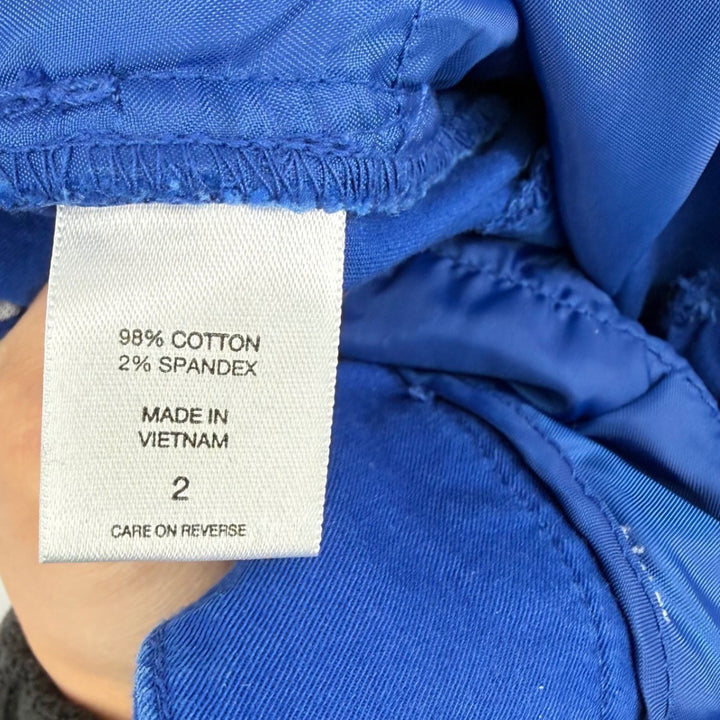 98% COTTON
2% SPANDEX
MADE IN
VIETNAM
2
CARE ON REVERSE